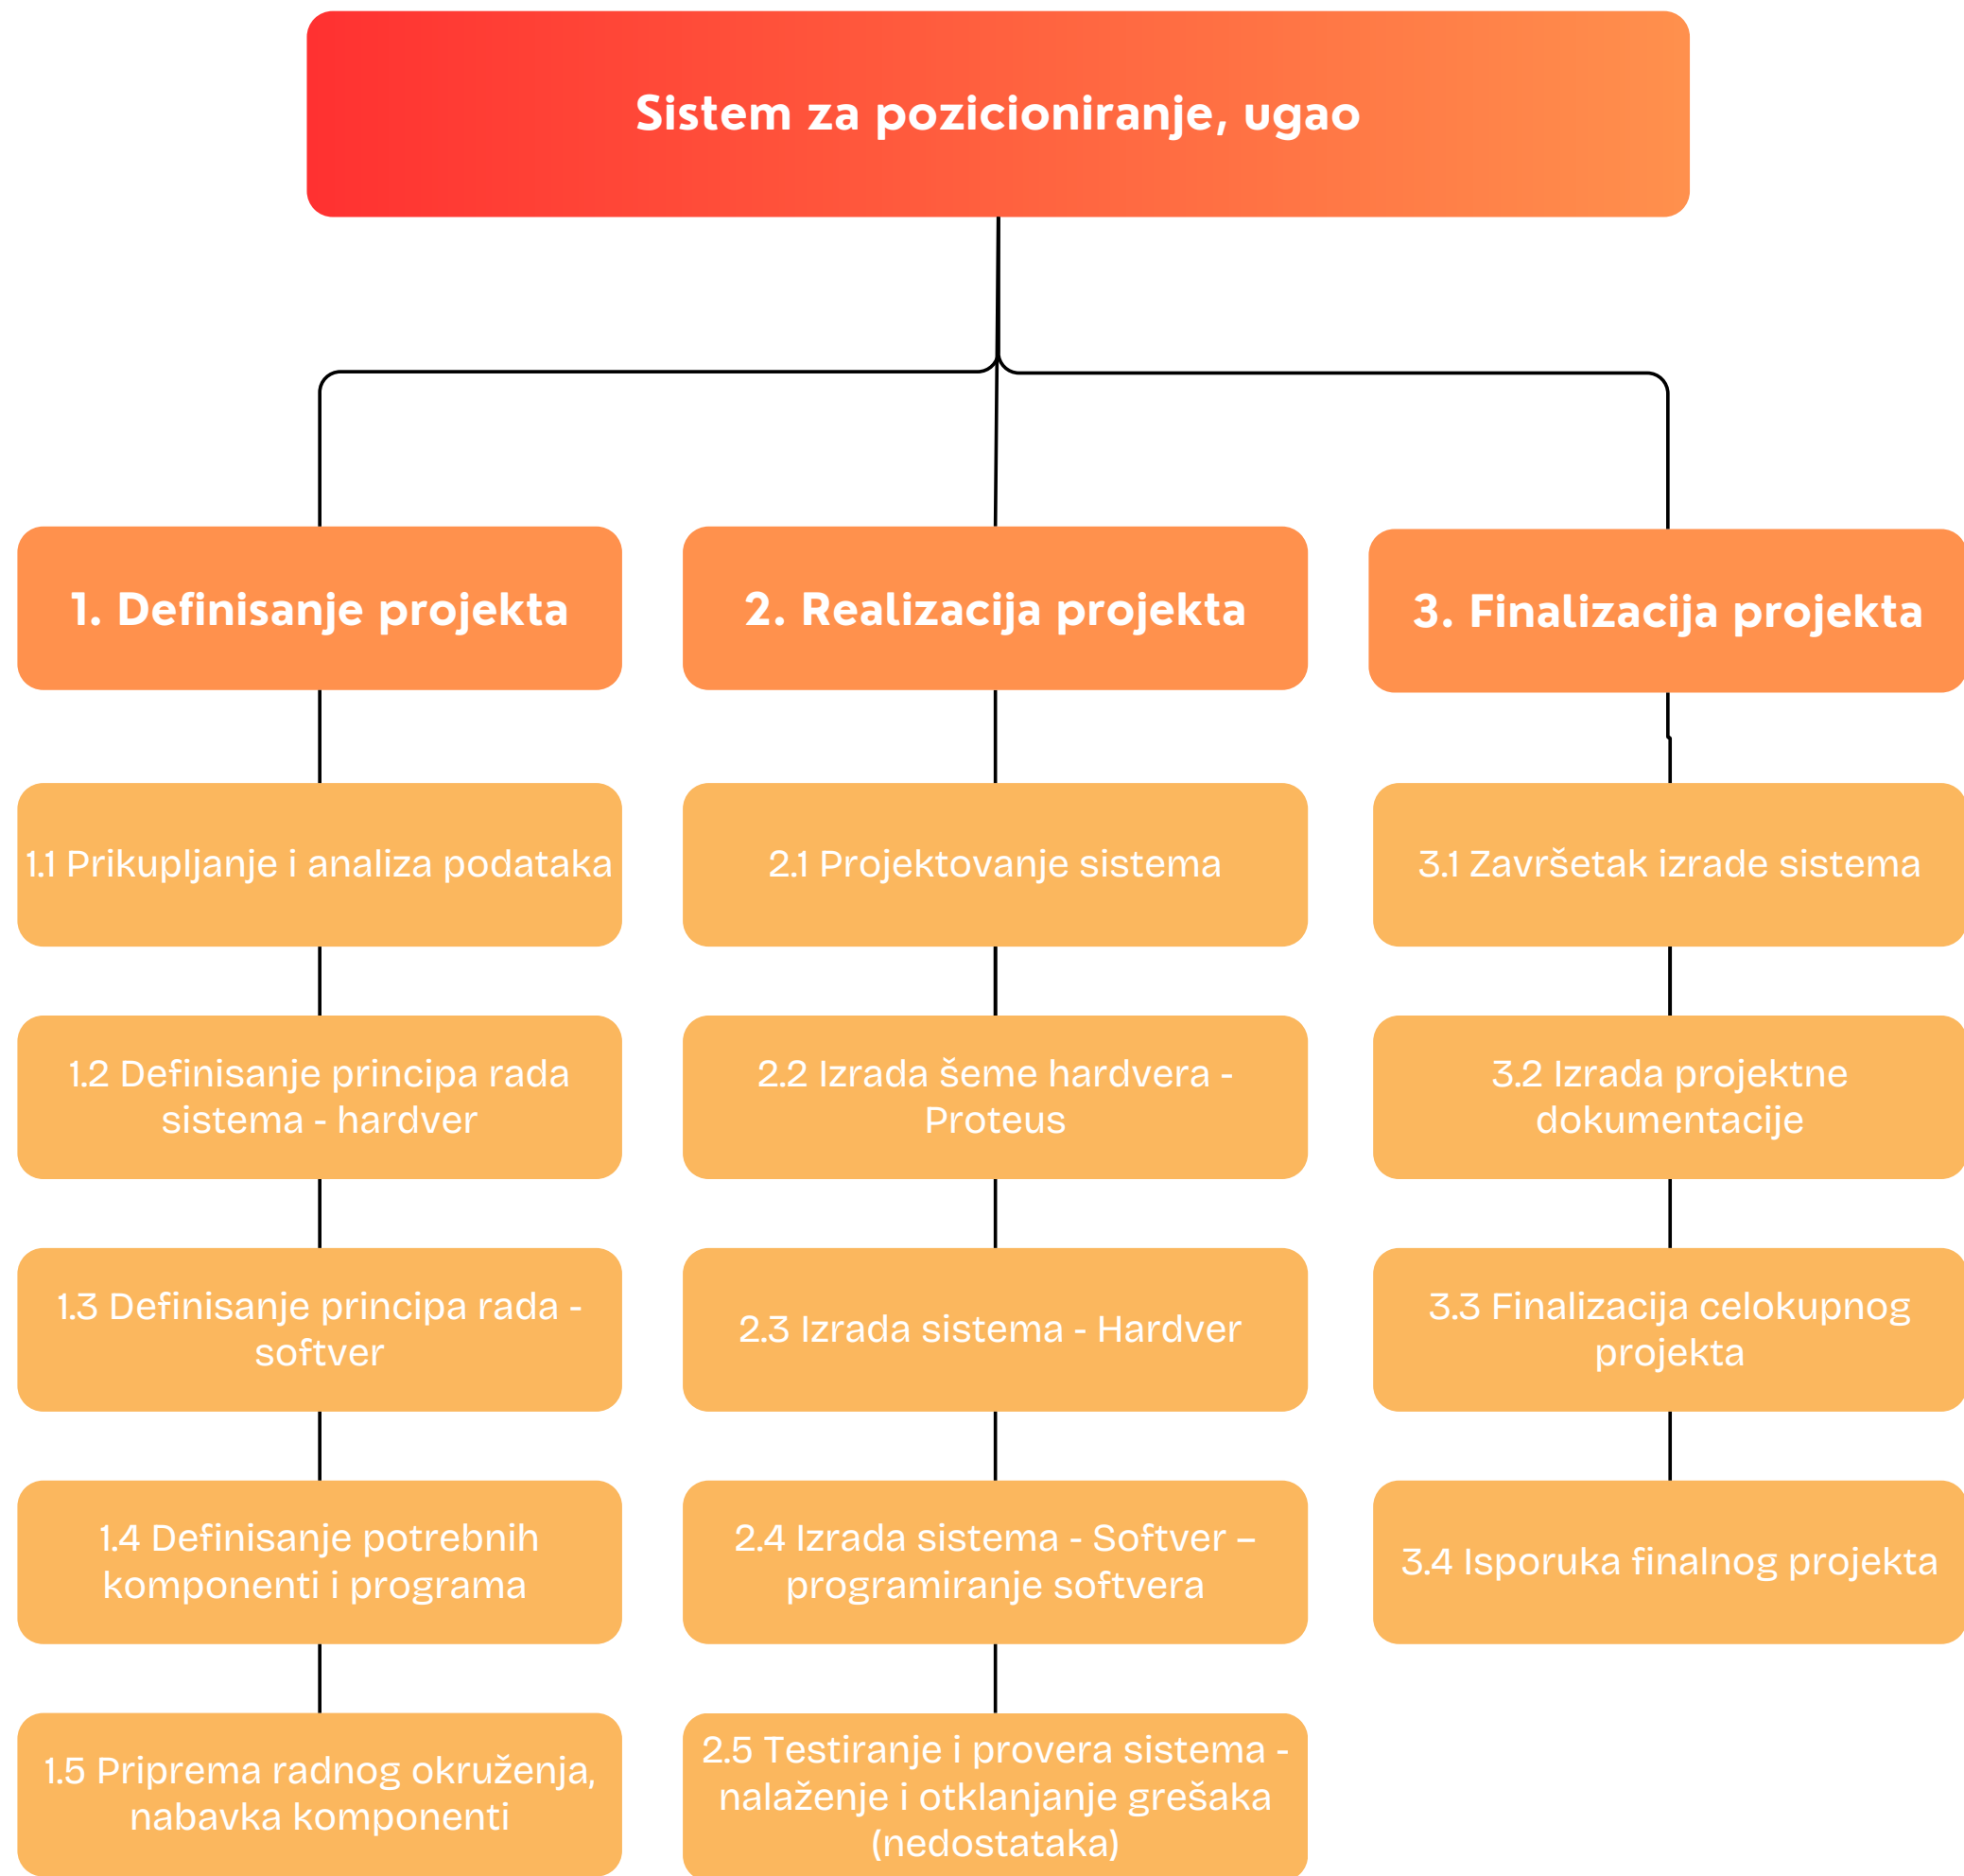 Sistem za pozicioniranje, ugao
1. Definisanje projekta
2. Realizacija projekta
3. Finalizacija projekta
1.1 Prikupljanje i analiza podataka
2.1 Projektovanje sistema
3.1 Završetak izrade sistema
1.2 Definisanje principa rada
sistema - hardver
2.2 Izrada šeme hardvera -
Proteus
3.2 Izrada projektne
dokumentacije
1.3 Definisanje principa rada -
softver
2.3 Izrada sistema - Hardver
3.3 Finalizacija celokupnog
projekta
1.4 Definisanje potrebnih
komponenti i programa
2.4 Izrada sistema - Softver –
programiranje softvera
3.4 Isporuka finalnog projekta
1.5 Priprema radnog okruženja,
nabavka komponenti
2.5 Testiranje i provera sistema -
nalaženje i otklanjanje grešaka
(nedostataka)